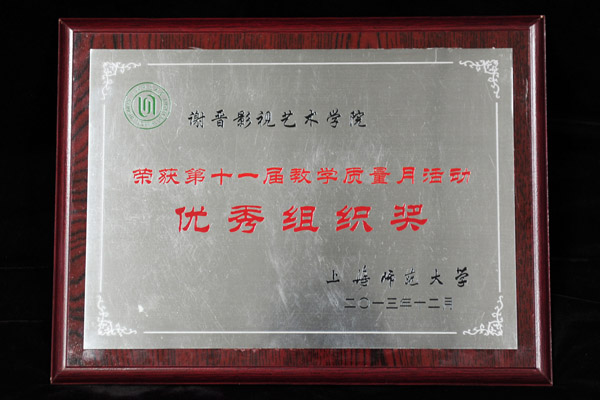 谢晋影视艺术学院
荣获第十一届教学质量月活动
优秀组织奖
上海师范大学
二〇一三年一二月